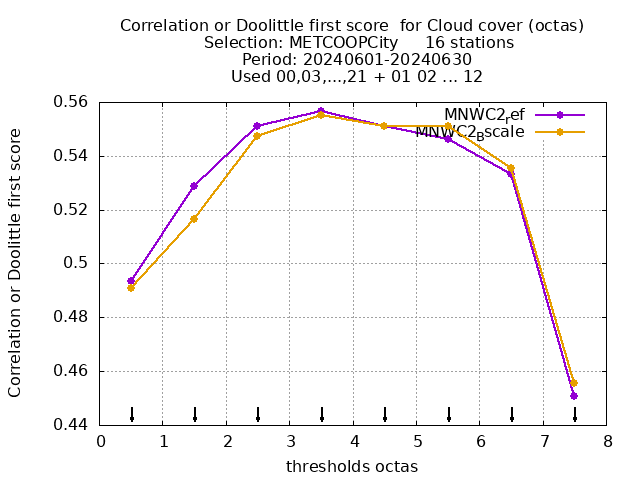 Correlation or Doolittle first score  for Cloud cover (octas)
Selection: METCOOPCity     16 stations
Period: 20240601-20240630
Used 00,03,...,21 + 01 02 ... 12
MNWC2ref
MNWC2Bscale
0.56
0.54
0.52
0.5
0.48
0.46
0.44
Correlation or Doolittle first score
0 1 2 3 4 5 6 7 8
thresholds octas